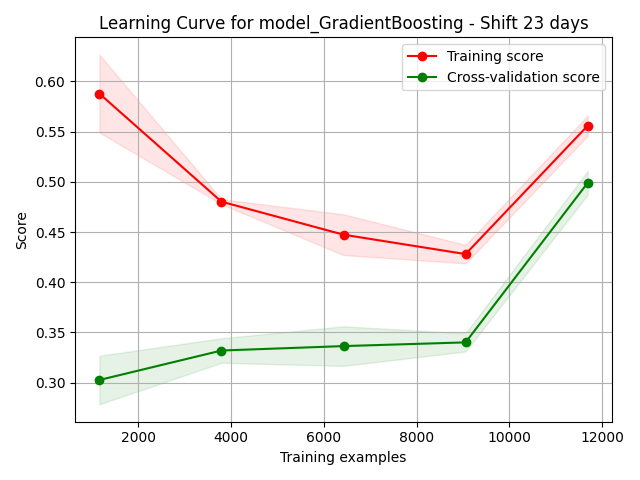 Learning Curve for model_GradientBoosting - Shift 23 days
Training score
Cross-validation score
0.60
0.55
0.50
0.45
0.40
0.35
0.30
Score
2000 4000 6000 8000 10000 12000
Training examples